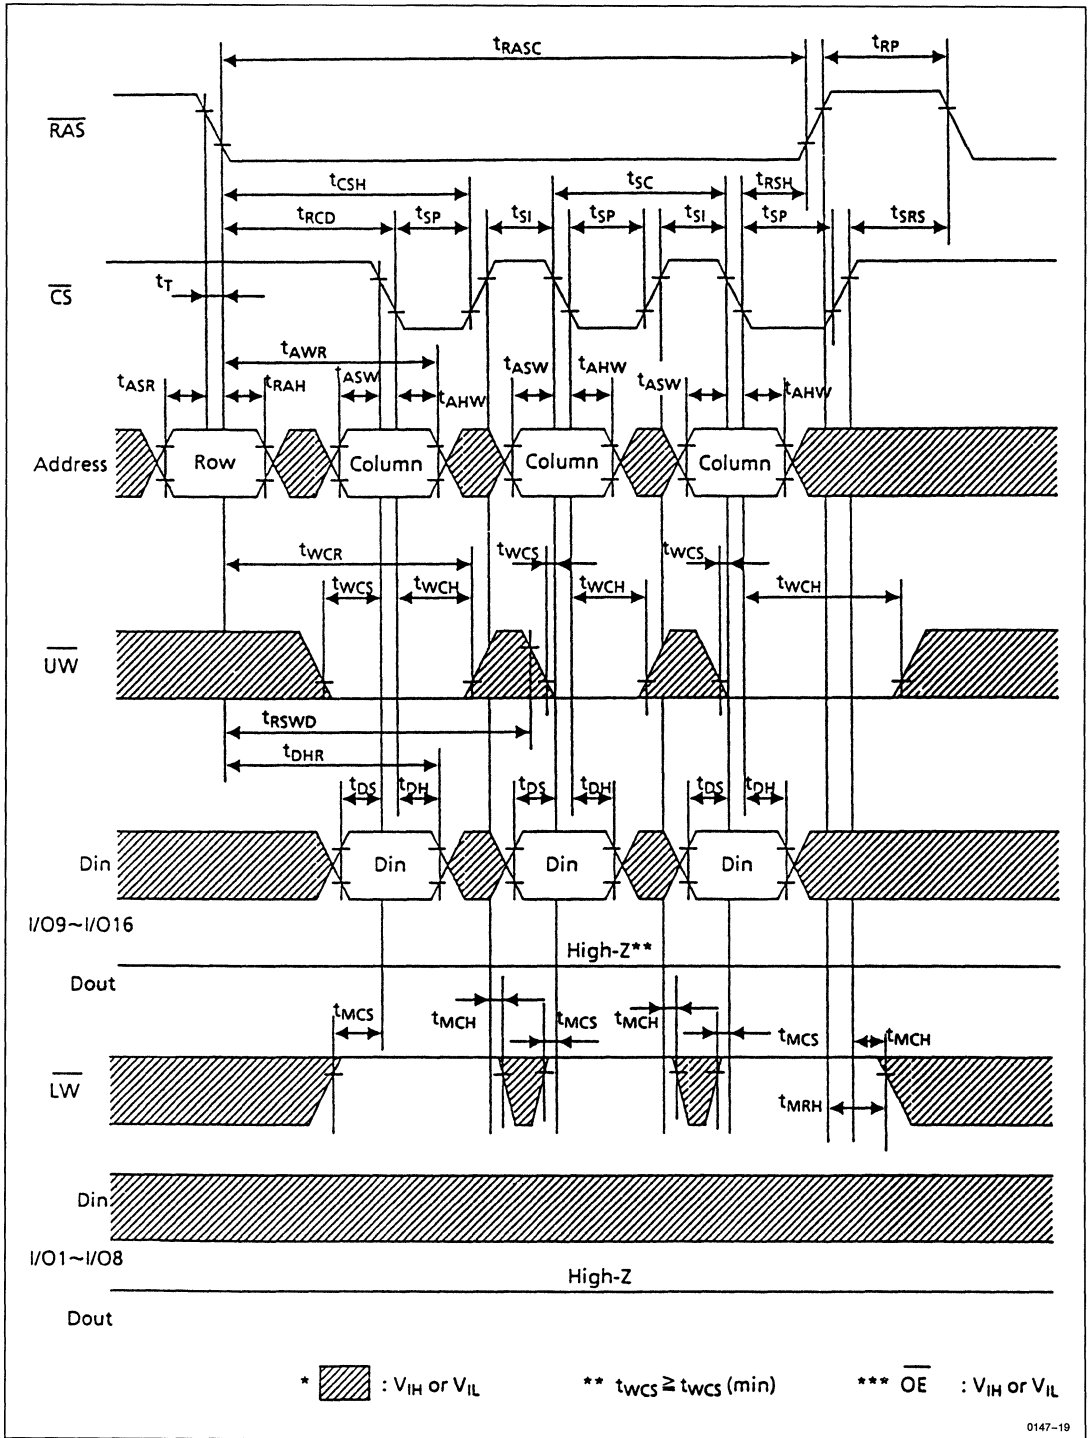 tRASC tRP
RAS
tCSH tSC tRSH
tRCD tSP tSI tSP tSI tSP tSRS
CS
tT
tAWR
tASR tRAH tASW tAHW tASW tAHW tASW tAHW
Address Row Column Column Column
tWCR tWCS tWCS
tWCS tWCH tWCH tWCH
UW
tRSWD
tDHR
tDS tDH tDS tDH tDS tDH
Din Din Din Din
I/O9~I/O16
High-Z**
Dout
tMCS tMCH tMCS tMCH tMCS tMCH
LW
tMRH
Din
I/O1~I/O8
High-Z
Dout
* : VIH or VIL ** tWCS ≧ tWCS (min) *** OE : VIH or VIL
0147-19